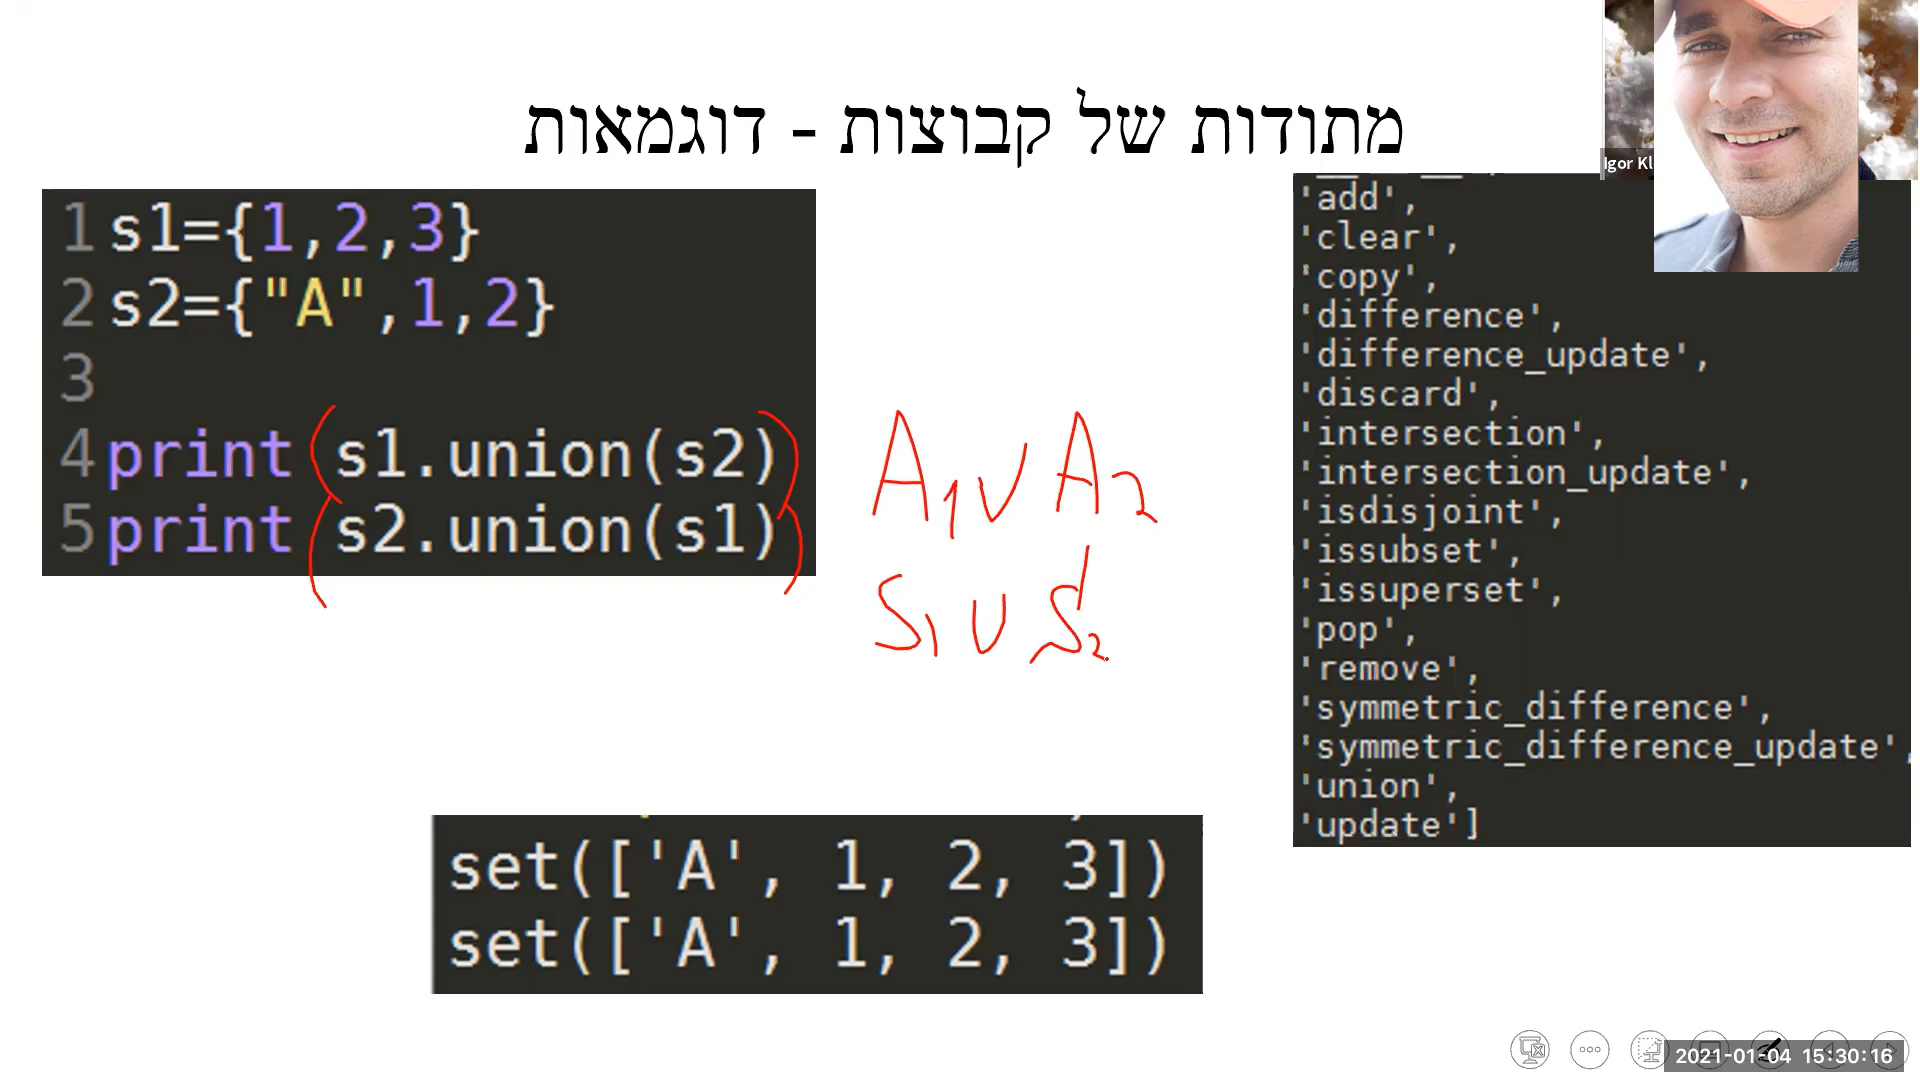 מתודות של קבוצות - דוגמאות
Igor Kl
1 s1={1,2,3}
2 s2={"A",1,2}
3
4 print s1.union(s2)
5 print s2.union(s1)
A1 ∪ A2
S1 ∪ S2
'add',
'clear',
'copy',
'difference',
'difference_update',
'discard',
'intersection',
'intersection_update',
'isdisjoint',
'issubset',
'issuperset',
'pop',
'remove',
'symmetric_difference',
'symmetric_difference_update',
'union',
'update']
set(['A', 1, 2, 3])
set(['A', 1, 2, 3])
2021-01-04 15:30:16